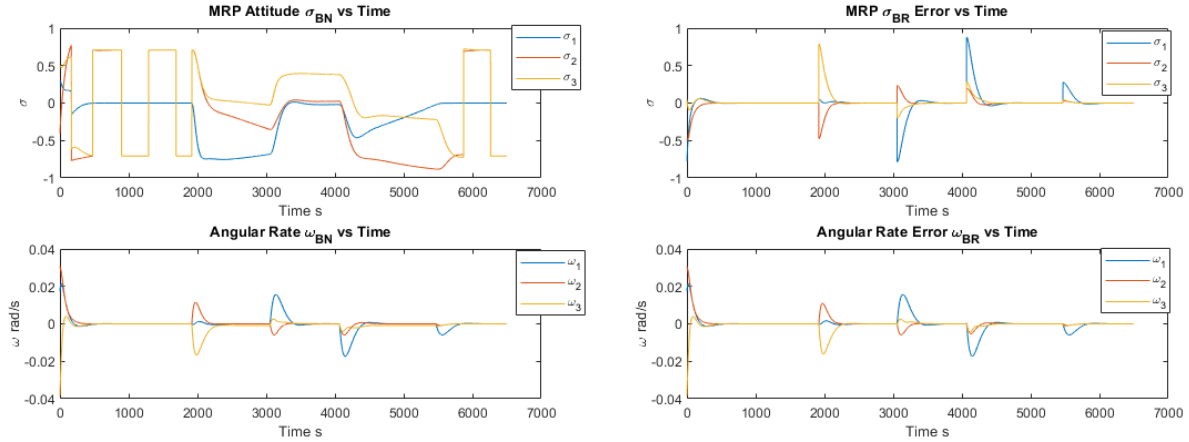 MRP Attitude σBN vs Time
1
0.5
0
-0.5
-1
σ
0 1000 2000 3000 4000 5000 6000 7000
Time s
σ1
σ2
σ3
MRP σBR Error vs Time
1
0.5
0
-0.5
-1
σ
0 1000 2000 3000 4000 5000 6000 7000
Time s
σ1
σ2
σ3
Angular Rate ωBN vs Time
0.04
0.02
0
-0.02
-0.04
ω rad/s
0 1000 2000 3000 4000 5000 6000 7000
Time s
ω1
ω2
ω3
Angular Rate Error ωBR vs Time
0.04
0.02
0
-0.02
-0.04
ω rad/s
0 1000 2000 3000 4000 5000 6000 7000
Time s
ω1
ω2
ω3